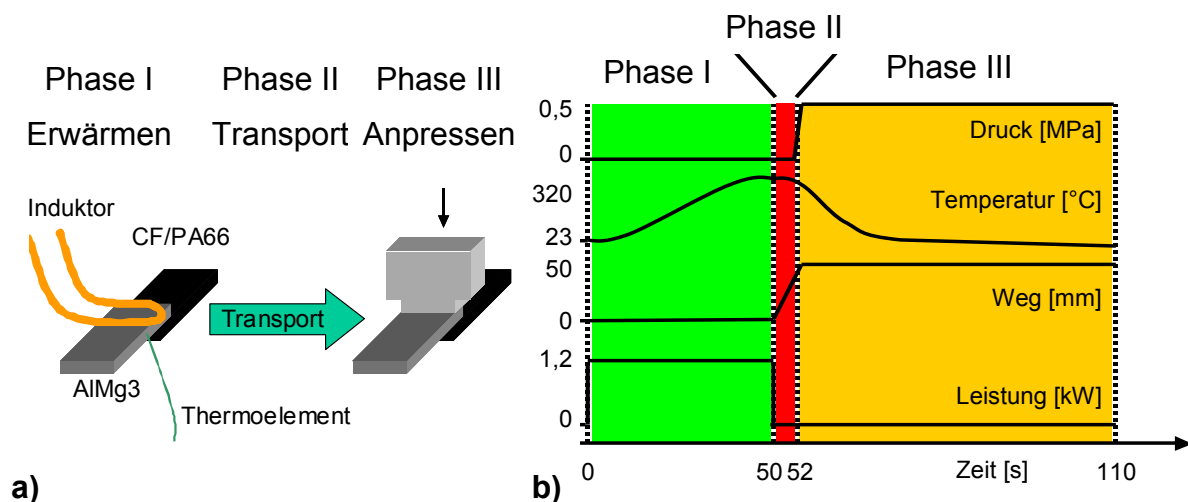 Phase I
Phase II
Phase III
Erwärmen
Transport
Anpressen
Induktor
CF/PA66
Transport
AlMg3
Thermoelement
a)
Phase II
Phase I
Phase III
0,5
Druck [MPa]
0
320
Temperatur [°C]
23
50
Weg [mm]
0
1,2
Leistung [kW]
0
0
50
52
Zeit [s]
110
b)